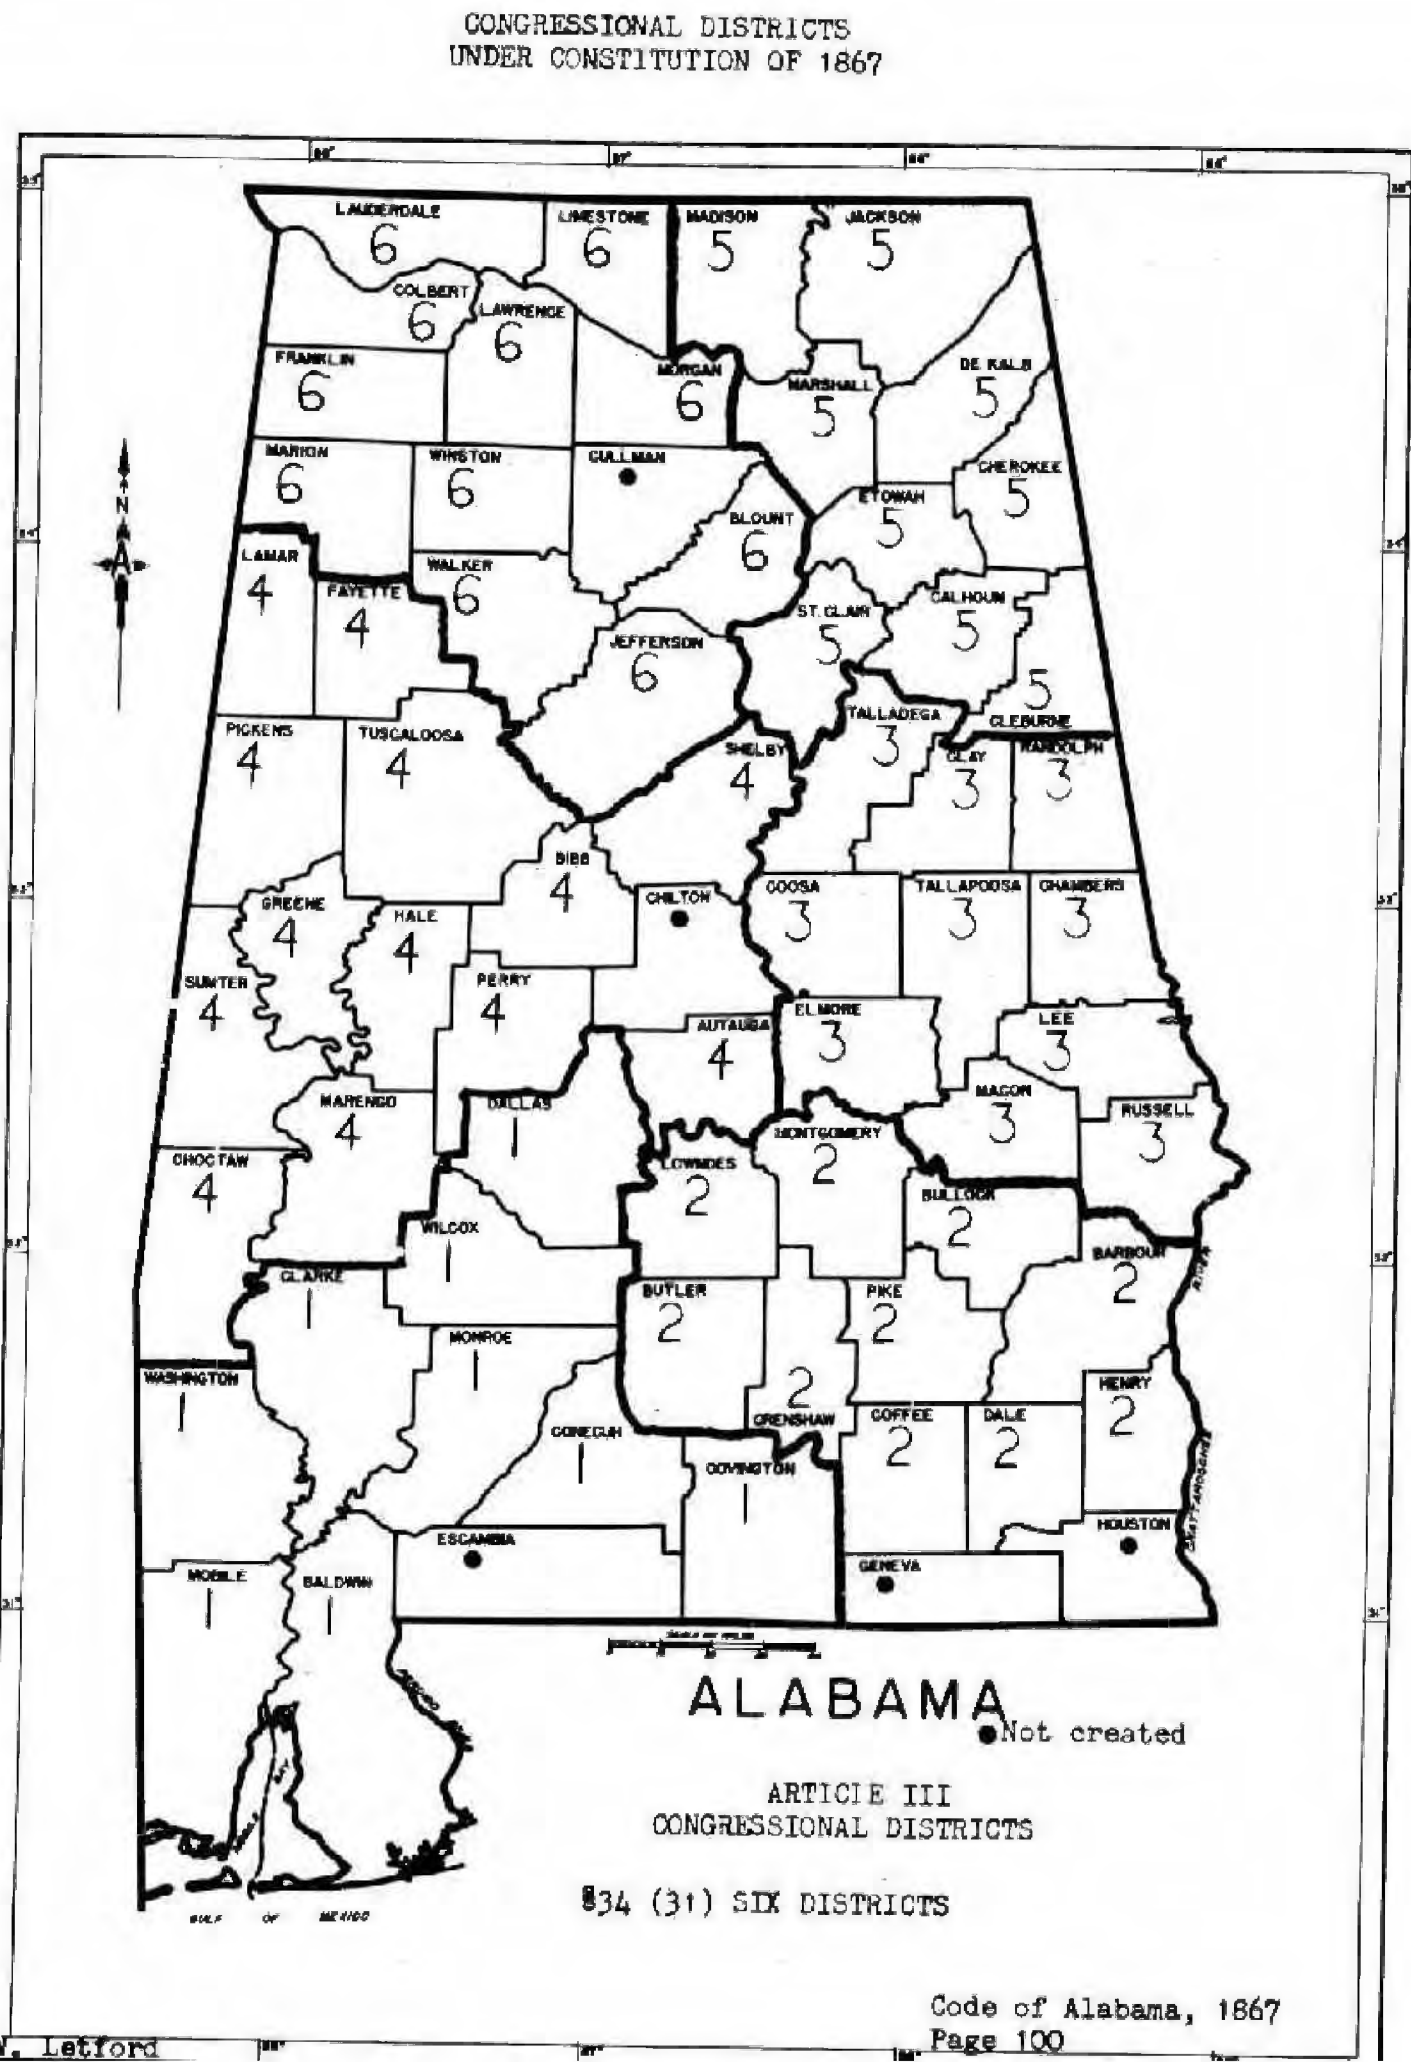 CONGRESSIONAL DISTRICTS
UNDER CONSTITUTION OF 1867
LAUDERDALE
6
LIMESTONE
6
MADISON
5
JACKSON
5
COLBERT
6
LAWRENCE
6
FRANKLIN
6
MORGAN
6
MARSHALL
5
DE KALB
5
MARION
6
WINSTON
6
CULLMAN
CHEROKEE
5
ETOWAH
5
BLOUNT
6
N
LAMAR
4
FAYETTE
4
WALKER
6
ST. CLAIR
5
CALHOUN
5
JEFFERSON
6
5
CLEBURNE
PICKENS
4
TUSCALOOSA
4
SHELBY
4
TALLADEGA
3
CLAY
3
RANDOLPH
3
BIBB
4
GREENE
4
HALE
4
CHILTON
COOSA
3
TALLAPOOSA
3
CHAMBERS
3
SUMTER
4
PERRY
4
AUTAUGA
4
ELMORE
3
LEE
3
MARENGO
4
DALLAS
1
MACON
3
RUSSELL
3
MONTGOMERY
2
CHOCTAW
4
LOWNDES
2
BULLOCK
2
WILCOX
1
BARBOUR
2
RIVER
CLARKE
1
BUTLER
2
PIKE
2
MONROE
1
WASHINGTON
1
2
CRENSHAW
HENRY
2
COFFEE
2
DALE
2
CONECUH
1
COVINGTON
1
CHATTAHOOCHEE
ESCAMBIA
HOUSTON
GENEVA
MOBILE
1
BALDWIN
1
ALABAMA
●Not created
ARTICLE III
CONGRESSIONAL DISTRICTS
§34 (31) SIX DISTRICTS
GULF OF MEXICO
Code of Alabama, 1867
Page 100
Letford